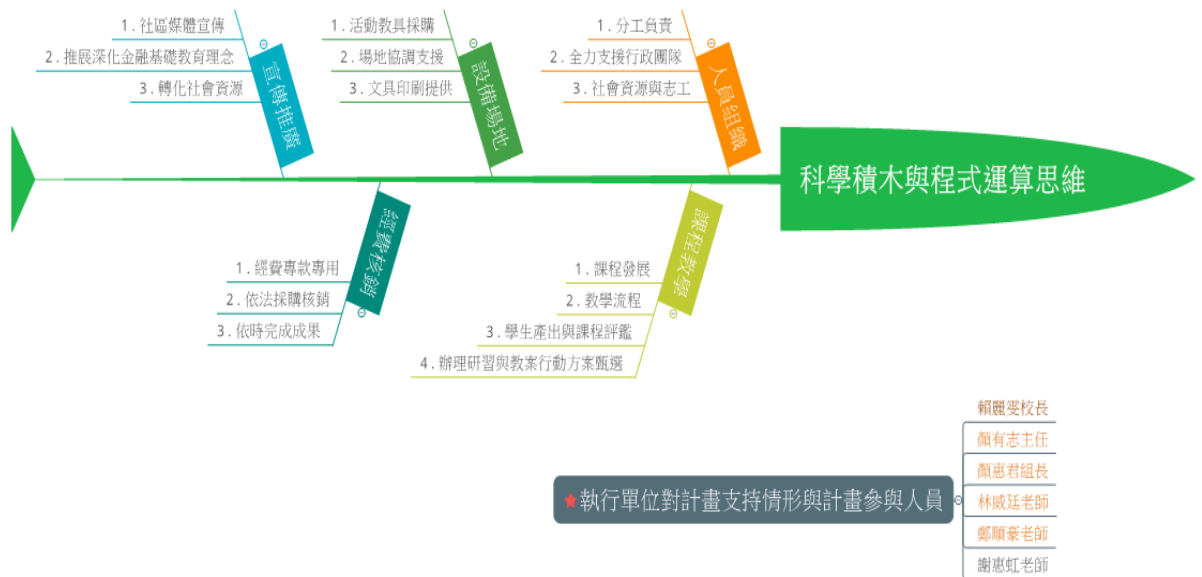 1.社區媒體宣傳
2.推展深化金融基礎教育理念
3.轉化社會資源
宣傳推廣
1.活動教具採購
2.場地協調支援
3.文具印刷提供
設備場地
1.分工負責
2.全力支援行政團隊
3.社會資源與志工
人員組織
科學積木與程式運算思維
經費核銷
1.經費專款專用
2.依法採購核銷
3.依時完成成果
課程教學
1.課程發展
2.教學流程
3.學生產出與課程評鑑
4.辦理研習與教案行動方案甄選
執行單位對計畫支持情形與計畫參與人員
賴麗雯校長
顏有志主任
顏惠君組長
林威廷老師
鄭順豪老師
謝惠虹老師